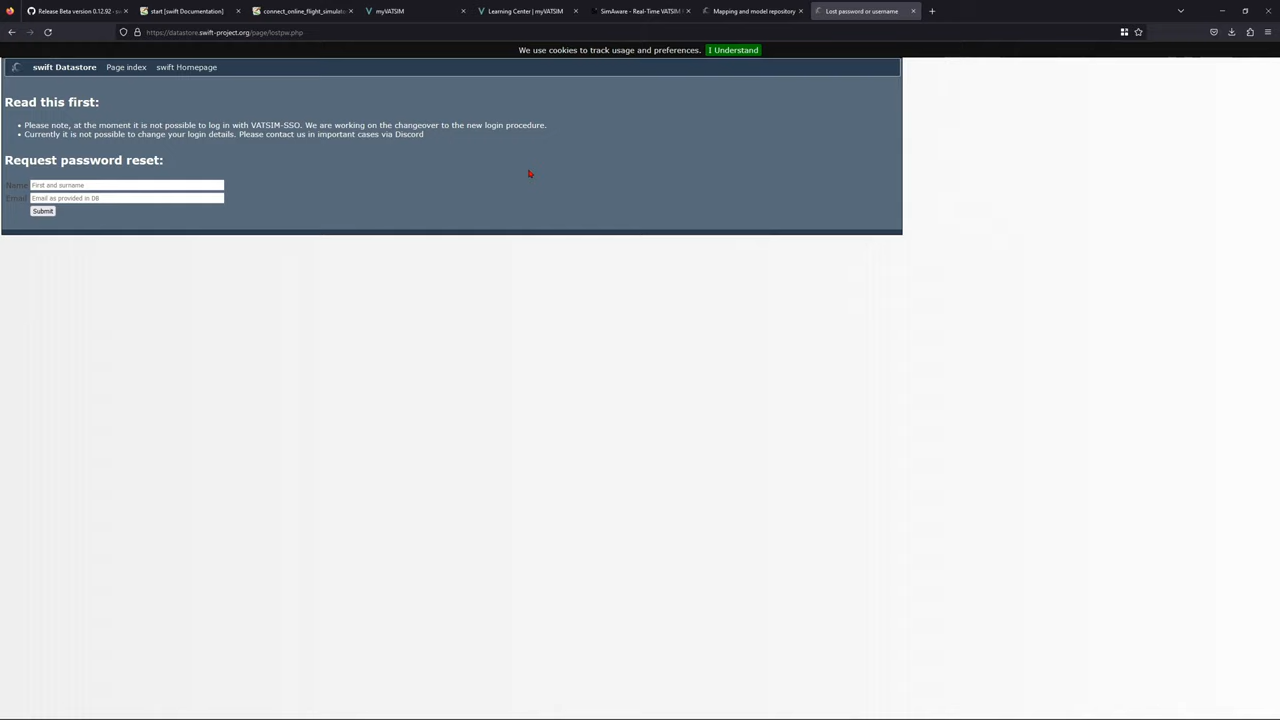 Release Beta version 0.12.92 · s
start [swift Documentation]
connect_online_flight_simulato
myVATSIM
Learning Center | myVATSIM
SimAware - Real-Time VATSIM
Mapping and model repository
Lost password or username
https://datastore.swift-project.org/page/lostpw.php
We use cookies to track usage and preferences. I Understand
swift Datastore Page index swift Homepage
Read this first:
• Please note, at the moment it is not possible to log in with VATSIM-SSO. We are working on the changeover to the new login procedure.
• Currently it is not possible to change your login details. Please contact us in important cases via Discord
Request password reset:
Name First and surname
Email Email as provided in DB
Submit